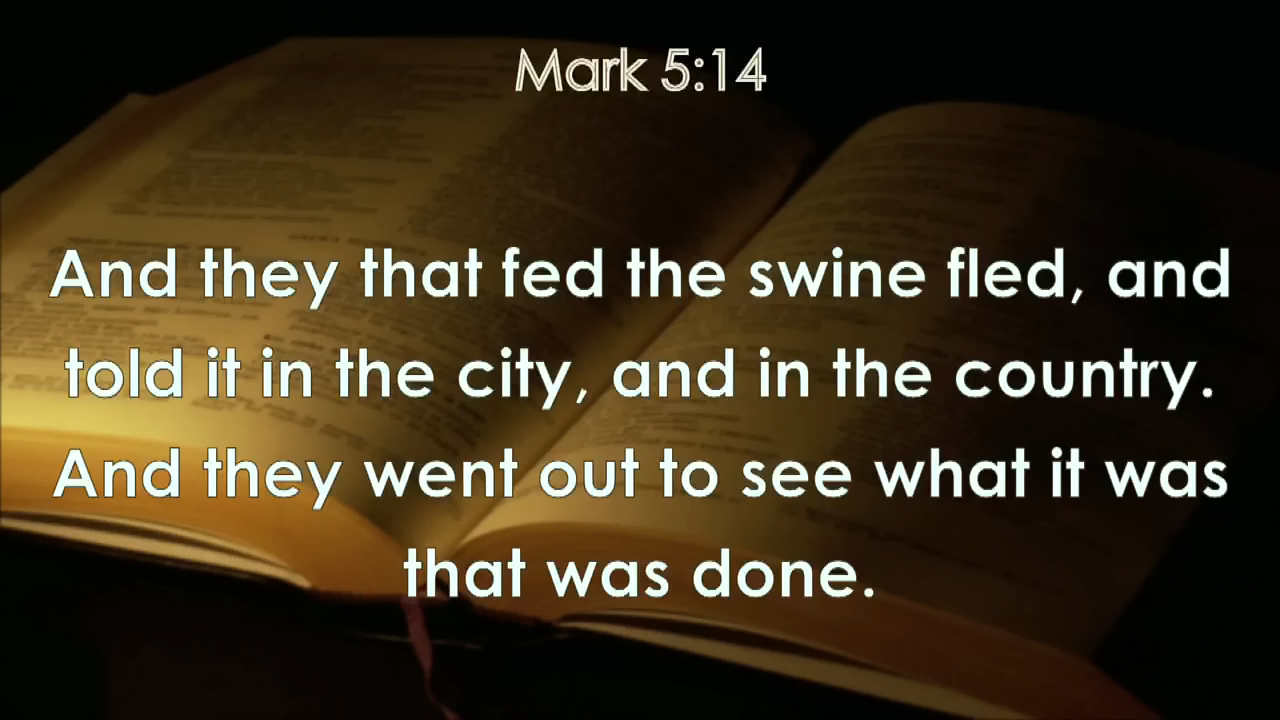 Mark 5:14
And they that fed the swine fled, and
told it in the city, and in the country.
And they went out to see what it was
that was done.